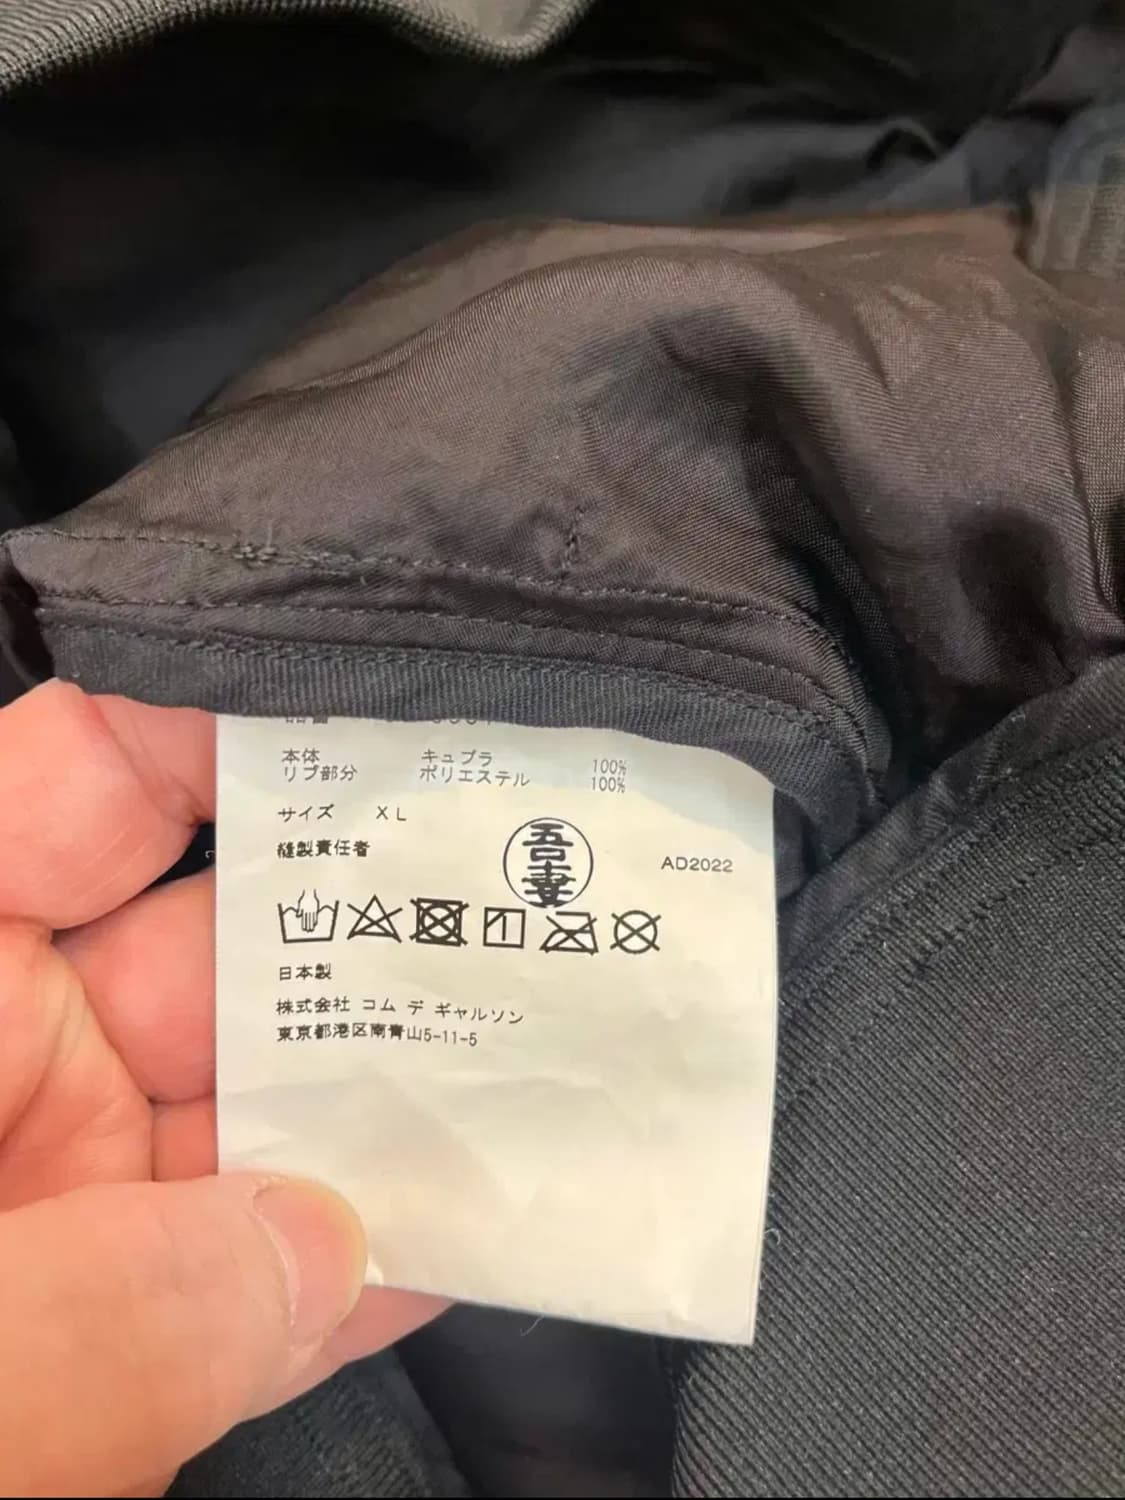 本体 キュプラ 100%
リブ部分 ポリエステル 100%
サイズ XL
縫製責任者 吾妻 AD2022
日本製
株式会社 コム デ ギャルソン
東京都港区南青山5-11-5